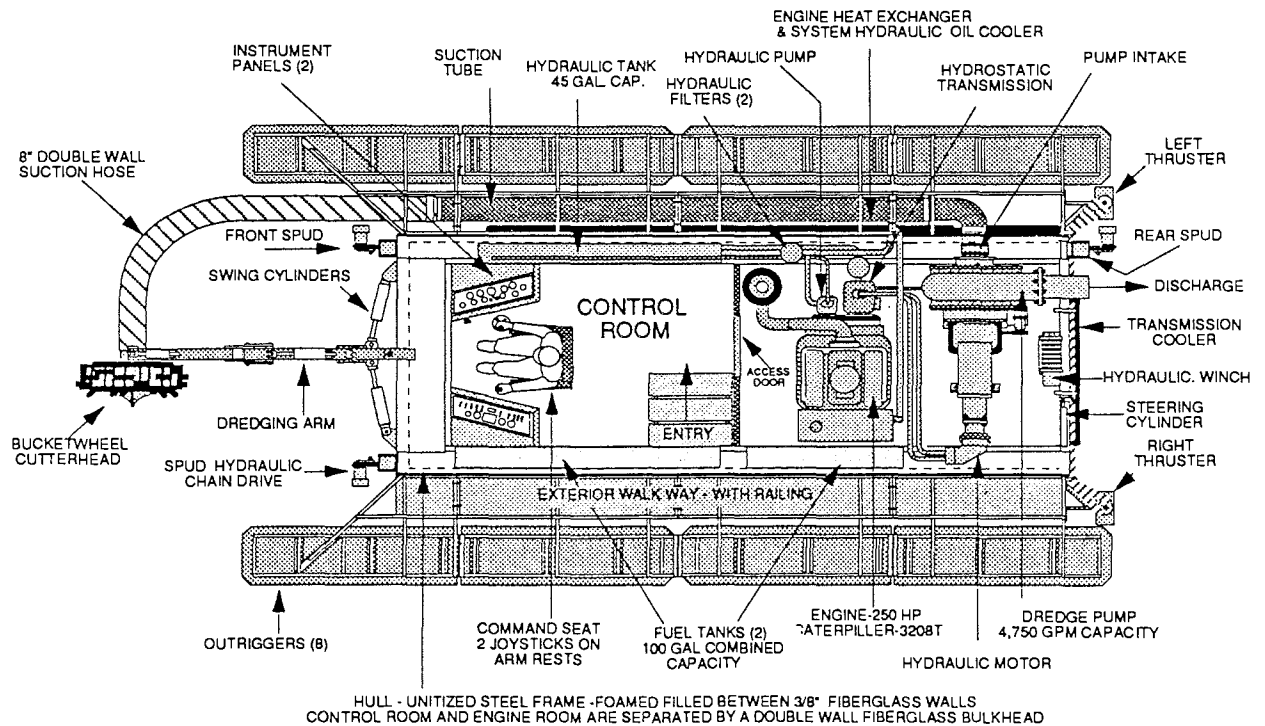 ENGINE HEAT EXCHANGER
& SYSTEM HYDRAULIC OIL COOLER
INSTRUMENT
PANELS (2)
SUCTION
TUBE
HYDRAULIC TANK
45 GAL. CAP.
HYDRAULIC PUMP
HYDRAULIC
FILTERS (2)
HYDROSTATIC
TRANSMISSION
PUMP INTAKE
8" DOUBLE WALL
SUCTION HOSE
LEFT
THRUSTER
FRONT SPUD
REAR SPUD
SWING CYLINDERS
CONTROL
ROOM
DISCHARGE
TRANSMISSION
COOLER
ACCESS
DOOR
HYDRAULIC. WINCH
DREDGING ARM
STEERING
CYLINDER
BUCKETWHEEL
CUTTERHEAD
ENTRY
RIGHT
THRUSTER
SPUD HYDRAULIC
CHAIN DRIVE
EXTERIOR WALK WAY - WITH RAILING
OUTRIGGERS (8)
COMMAND SEAT
2 JOYSTICKS ON
ARM RESTS
FUEL TANKS (2)
100 GAL COMBINED
CAPACITY
ENGINE-250 HP
CATERPILLER-3208T
DREDGE PUMP
4,750 GPM CAPACITY
HYDRAULIC MOTOR
HULL - UNITIZED STEEL FRAME -FOAMED FILLED BETWEEN 3/8" FIBERGLASS WALLS
CONTROL ROOM AND ENGINE ROOM ARE SEPARATED BY A DOUBLE WALL FIBERGLASS BULKHEAD